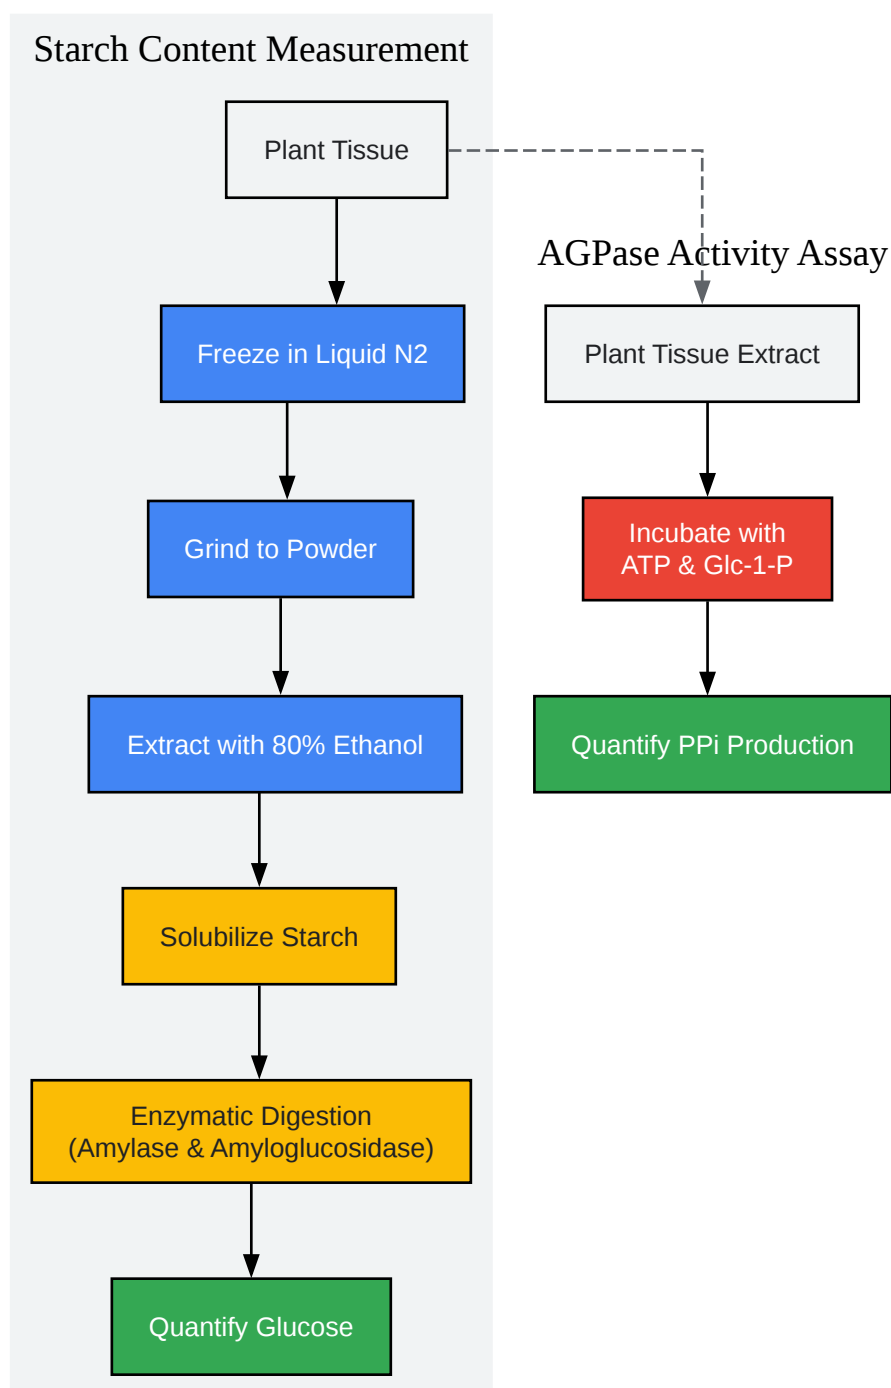 Starch Content Measurement
Plant Tissue
Freeze in Liquid N2
Grind to Powder
Extract with 80% Ethanol
Solubilize Starch
Enzymatic Digestion
(Amylase & Amyloglucosidase)
Quantify Glucose
AGPase Activity Assay
Plant Tissue Extract
Incubate with
ATP & Glc-1-P
Quantify PPi Production